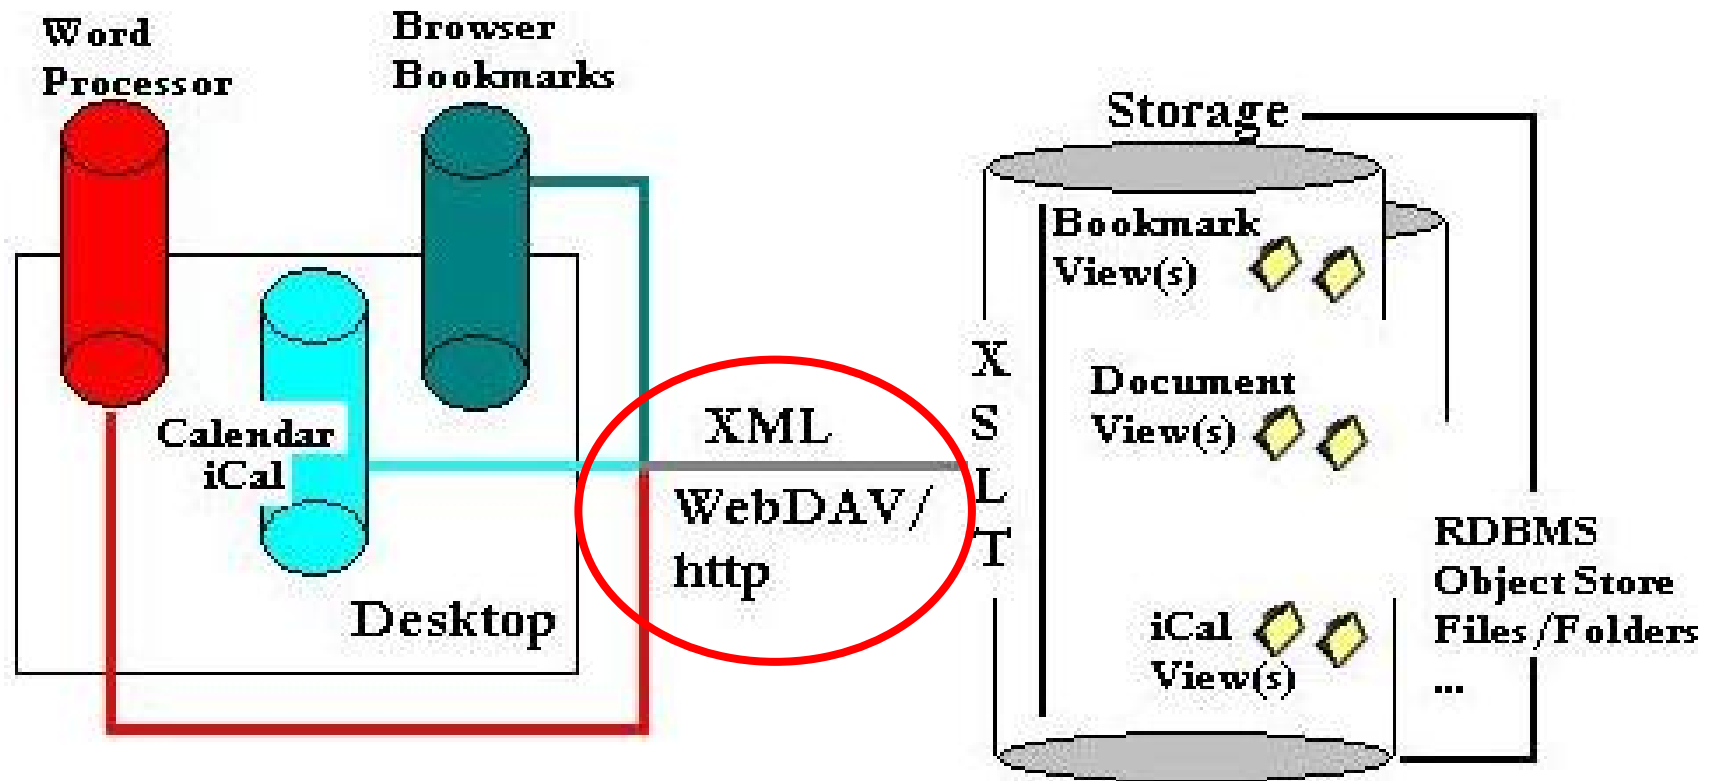 Word
Processor
Browser
Bookmarks
Storage
Bookmark
View(s)
X
S
L
T
Document
View(s)
Calendar
iCal
XML
WebDAV/
http
Desktop
RDBMS
Object Store
Files/Folders
...
iCal
View(s)